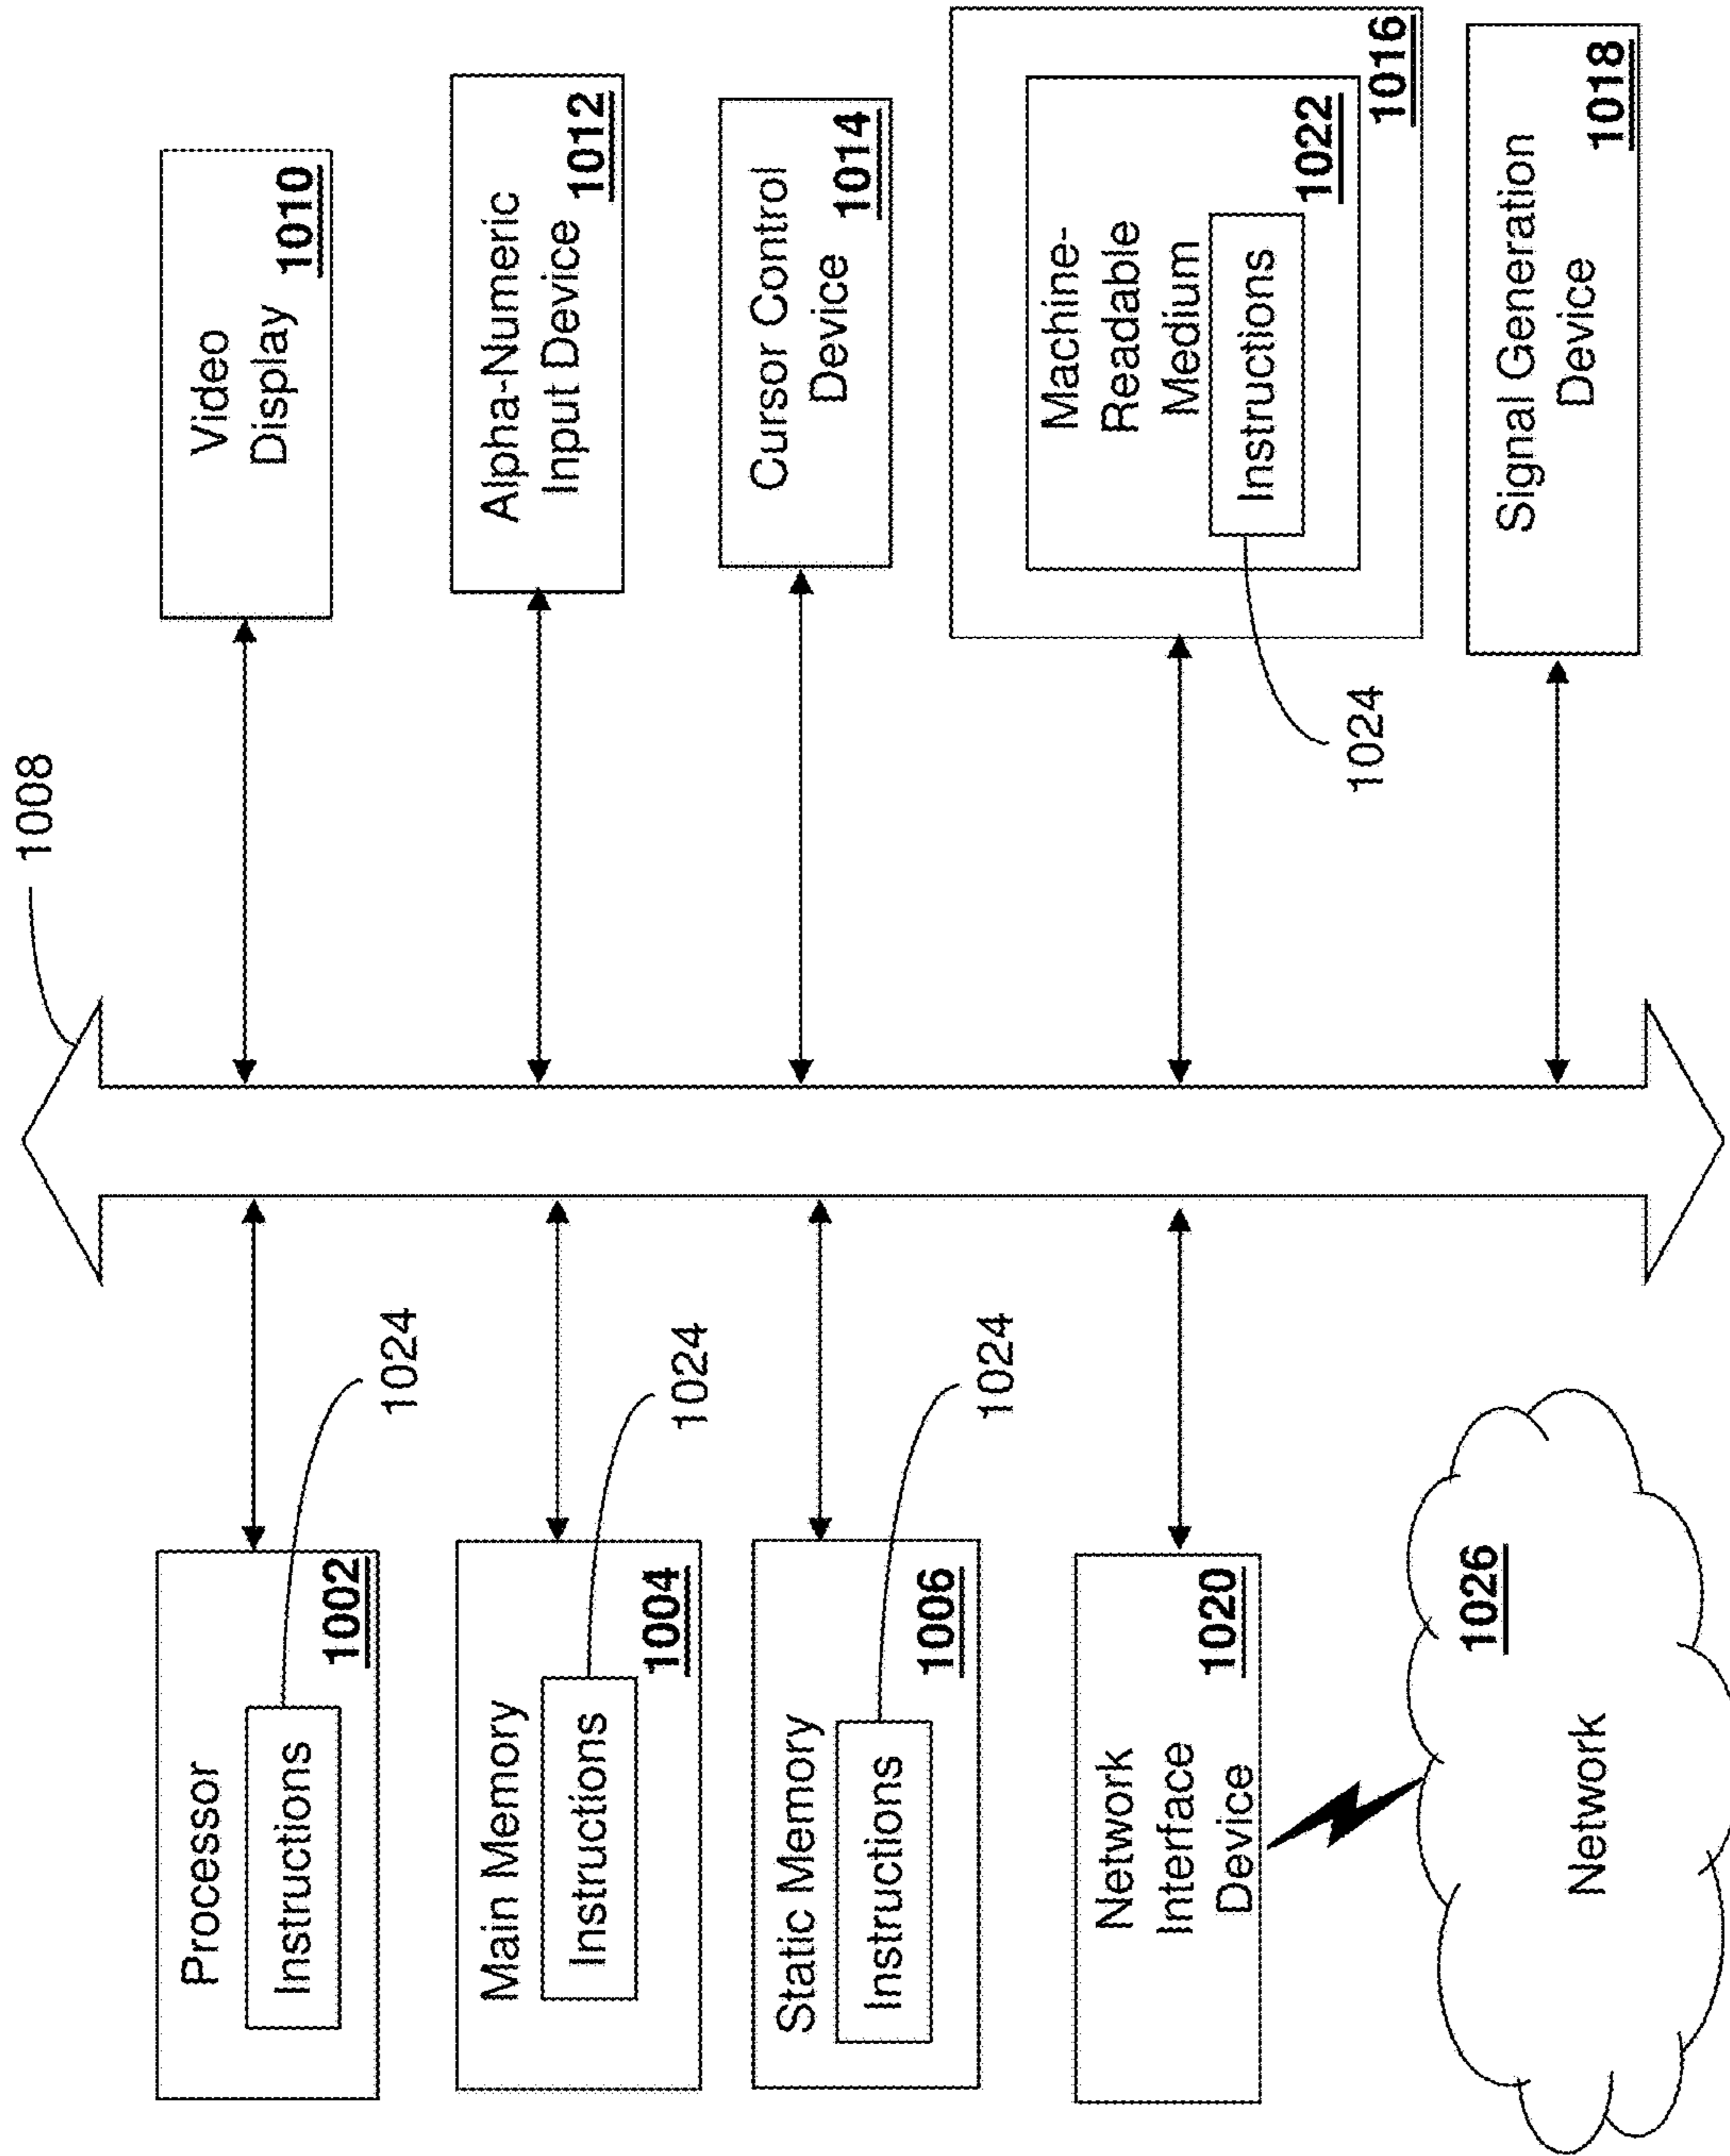 1008
Processor
Instructions
1002
1024
Main Memory
Instructions
1004
1024
Static Memory
Instructions
1006
1024
Network
Interface
Device
1020
1026
Network
Video
Display
1010
Alpha-Numeric
Input Device
1012
Cursor Control
Device
1014
Machine-
Readable
Medium
1022
Instructions
1016
1024
Signal Generation
Device
1018